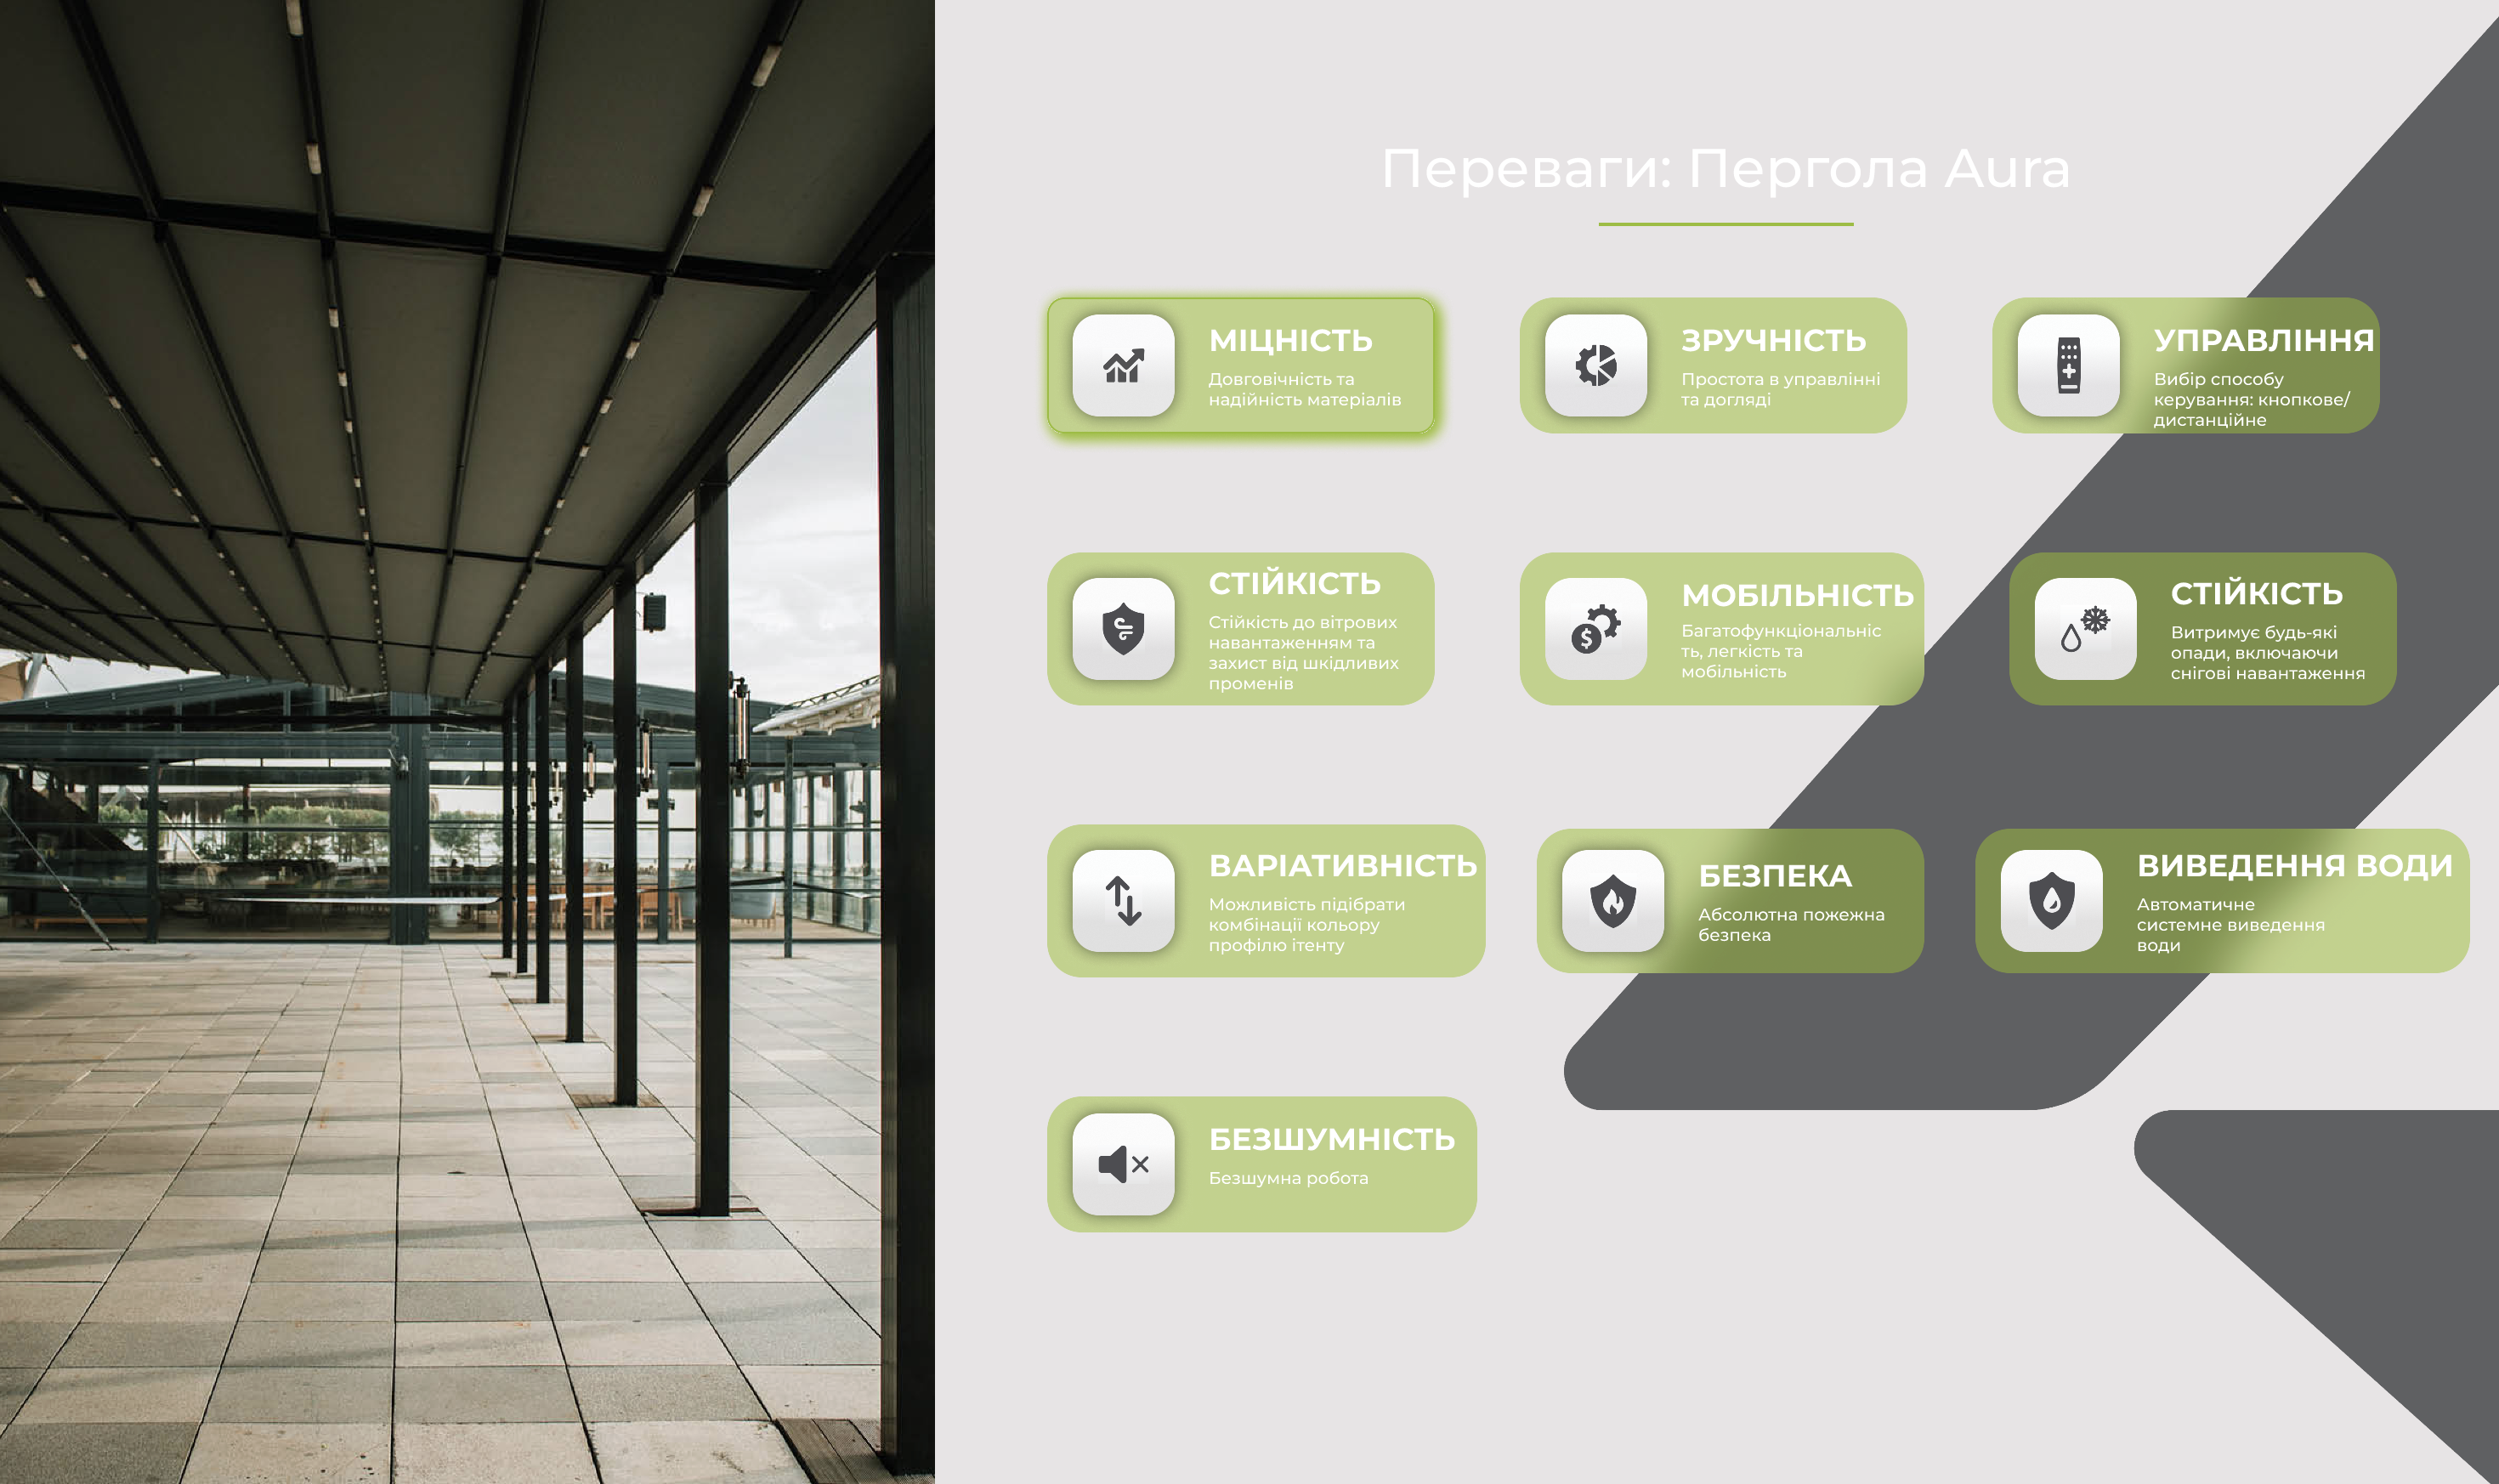 Переваги: Пергола Aura
МІЦНІСТЬ
Довговічність та
надійність матеріалів
ЗРУЧНІСТЬ
Простота в управлінні
та догляді
УПРАВЛІННЯ
Вибір способу
керування: кнопкове/
дистанційне
СТІЙКІСТЬ
Стійкість до вітрових
навантаженням та
захист від шкідливих
променів
МОБІЛЬНІСТЬ
Багатофункціональніс
ть, легкість та
мобільність
СТІЙКІСТЬ
Витримує будь-які
опади, включаючи
снігові навантаження
ВАРІАТИВНІСТЬ
Можливість підібрати
комбінації кольору
профілю ітенту
БЕЗПЕКА
Абсолютна пожежна
безпека
ВИВЕДЕННЯ ВОДИ
Автоматичне
системне виведення
води
БЕЗШУМНІСТЬ
Безшумна робота